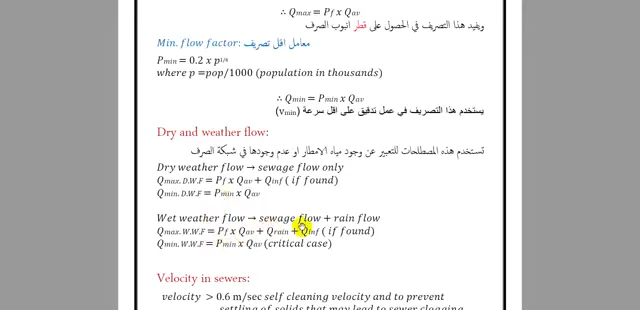 ∴ Qmax = Pf x Qav
ويفيد هذا التصريف في الحصول على قطر انبوب الصرف
Min. flow factor: معامل اقل تصريف
Pmin = 0.2 x p^1/6
where p =pop/1000 (population in thousands)
∴ Qmin = Pmin x Qav
يستخدم هذا التصريف في عمل تدقيق على اقل سرعة (vmin)
Dry and weather flow:
تستخدم هذه المصطلحات للتعبير عن وجود مياه الامطار او عدم وجودها في شبكة الصرف
Dry weather flow → sewage flow only
Qmax. D.W.F = Pf x Qav + Qinf ( if found)
Qmin. D.W.F = Pmin x Qav
Wet weather flow → sewage flow + rain flow
Qmax. W.W.F = Pf x Qav + Qrain + Qinf ( if found)
Qmin. W.W.F = Pmin x Qav (critical case)
Velocity in sewers:
velocity > 0.6 m/sec self cleaning velocity and to prevent
settling of solids that may lead to sewer clogging